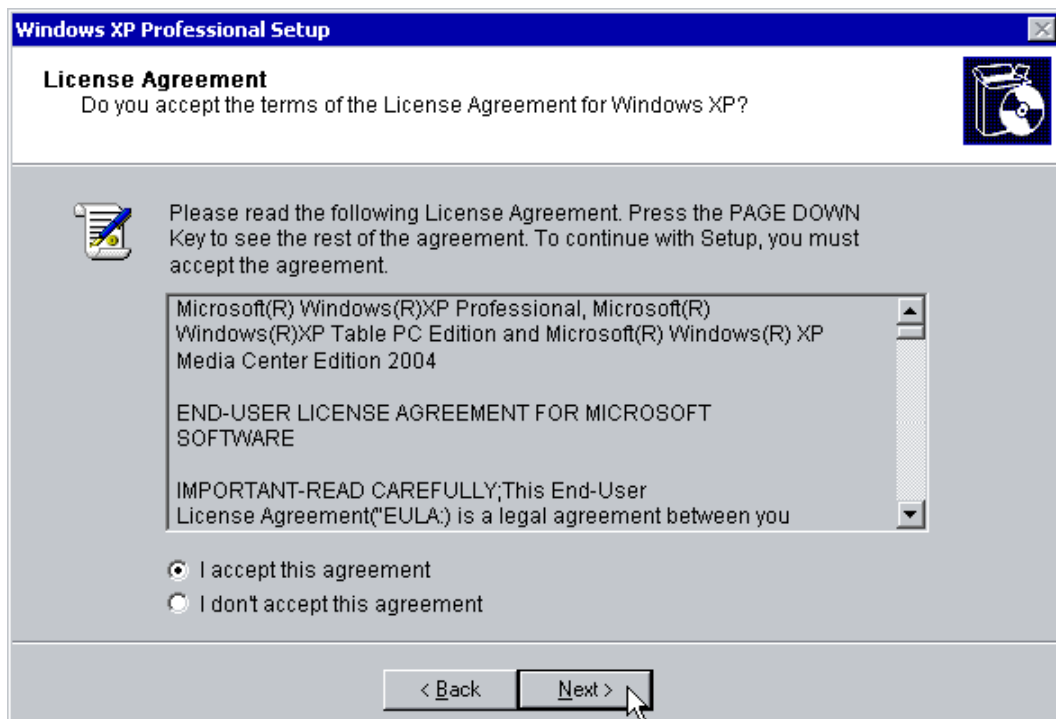 Windows XP Professional Setup
License Agreement
Do you accept the terms of the License Agreement for Windows XP?
Please read the following License Agreement. Press the PAGE DOWN
Key to see the rest of the agreement. To continue with Setup, you must
accept the agreement.
Microsoft(R) Windows(R)XP Professional, Microsoft(R)
Windows(R)XP Table PC Edition and Microsoft(R) Windows(R) XP
Media Center Edition 2004
END-USER LICENSE AGREEMENT FOR MICROSOFT
SOFTWARE
IMPORTANT-READ CAREFULLY;This End-User
License Agreement("EULA:) is a legal agreement between you
I accept this agreement
I don't accept this agreement
< Back
Next >